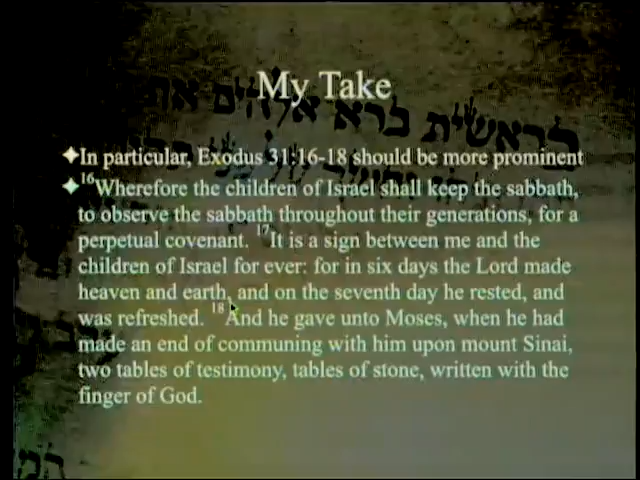 My Take
בראשית ברא אלהים את
✦In particular, Exodus 31:16-18 should be more prominent
✦16Wherefore the children of Israel shall keep the sabbath,
to observe the sabbath throughout their generations, for a
perpetual covenant. 17It is a sign between me and the
children of Israel for ever: for in six days the Lord made
heaven and earth, and on the seventh day he rested, and
was refreshed. 18And he gave unto Moses, when he had
made an end of communing with him upon mount Sinai,
two tables of testimony, tables of stone, written with the
finger of God.